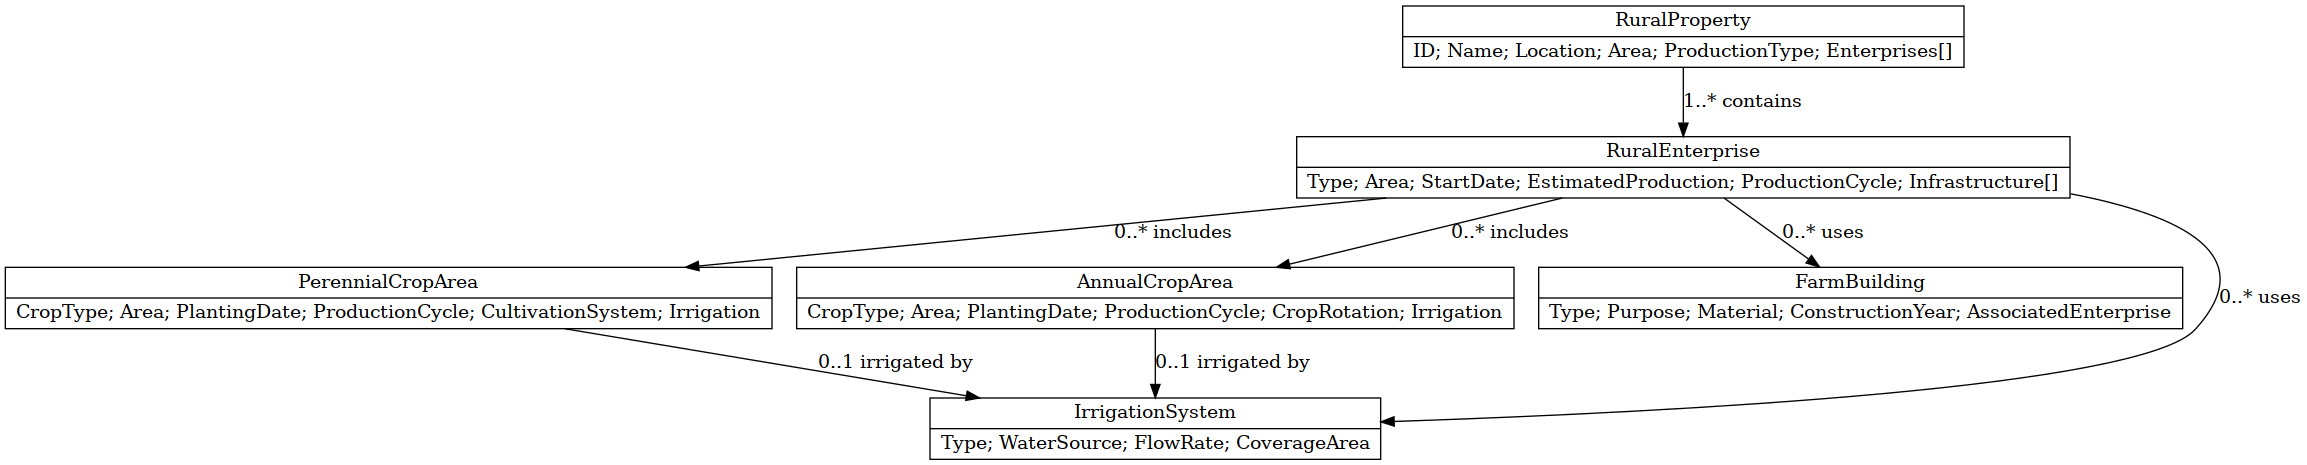 RuralProperty
ID; Name; Location; Area; ProductionType; Enterprises[]
1..* contains
RuralEnterprise
Type; Area; StartDate; EstimatedProduction; ProductionCycle; Infrastructure[]
0..* includes
0..* includes
0..* uses
PerennialCropArea
CropType; Area; PlantingDate; ProductionCycle; CultivationSystem; Irrigation
AnnualCropArea
CropType; Area; PlantingDate; ProductionCycle; CropRotation; Irrigation
FarmBuilding
Type; Purpose; Material; ConstructionYear; AssociatedEnterprise
0..* uses
0..1 irrigated by
0..1 irrigated by
IrrigationSystem
Type; WaterSource; FlowRate; CoverageArea